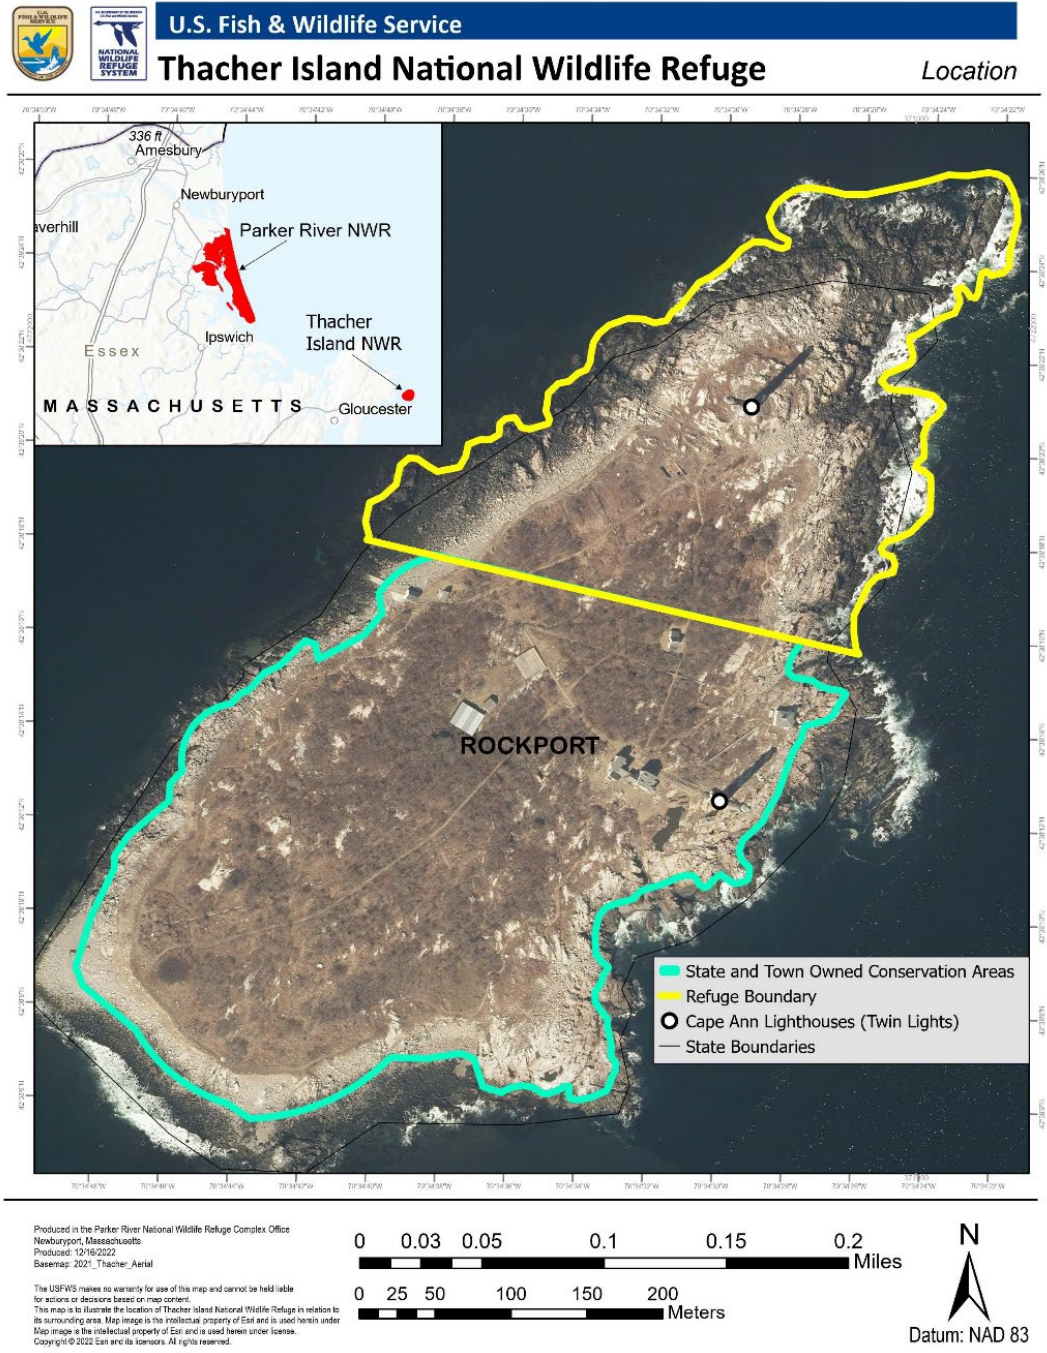 U.S. FISH & WILDLIFE SERVICE
NATIONAL WILDLIFE REFUGE SYSTEM
U.S. Fish & Wildlife Service
Thacher Island National Wildlife Refuge
Location
336 ft
Amesbury
Newburyport
averhill
Parker River NWR
Thacher
Island NWR
Ipswich
Essex
MASSACHUSETTS
Gloucester
ROCKPORT
State and Town Owned Conservation Areas
Refuge Boundary
Cape Ann Lighthouses (Twin Lights)
State Boundaries
Produced in the Parker River National Wildlife Refuge Complex Office
Newburyport, Massachusetts
Produced: 12/16/2022
Basemap: 2021_Thacher_Aerial
The USFWS makes no warranty for use of this map and cannot be held liable
for actions or decisions based on map content.
This map is to illustrate the location of Thacher Island National Wildlife Refuge in relation to
its surrounding area. Map image is the intellectual property of Esri and is used herein under
Map image is the intellectual property of Esri and is used herein under license.
Copyright © 2022 Esri and its licensors. All rights reserved.
0 0.03 0.05 0.1 0.15 0.2
Miles
0 25 50 100 150 200
Meters
N
Datum: NAD 83